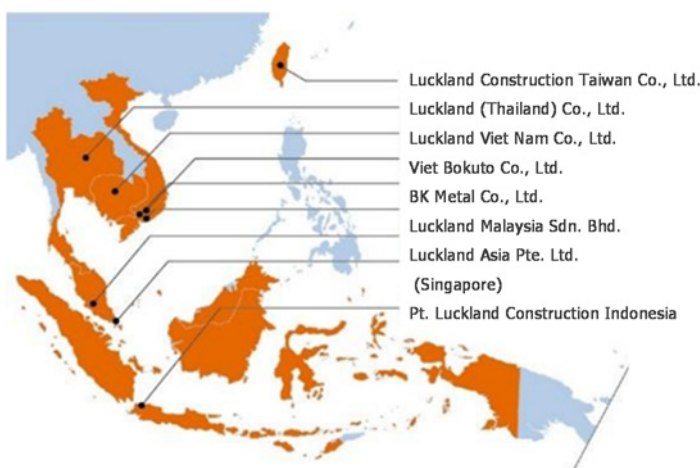 Luckland Construction Taiwan Co., Ltd.
Luckland (Thailand) Co., Ltd.
Luckland Viet Nam Co., Ltd.
Viet Bokuto Co., Ltd.
BK Metal Co., Ltd.
Luckland Malaysia Sdn. Bhd.
Luckland Asia Pte. Ltd.
(Singapore)
Pt. Luckland Construction Indonesia